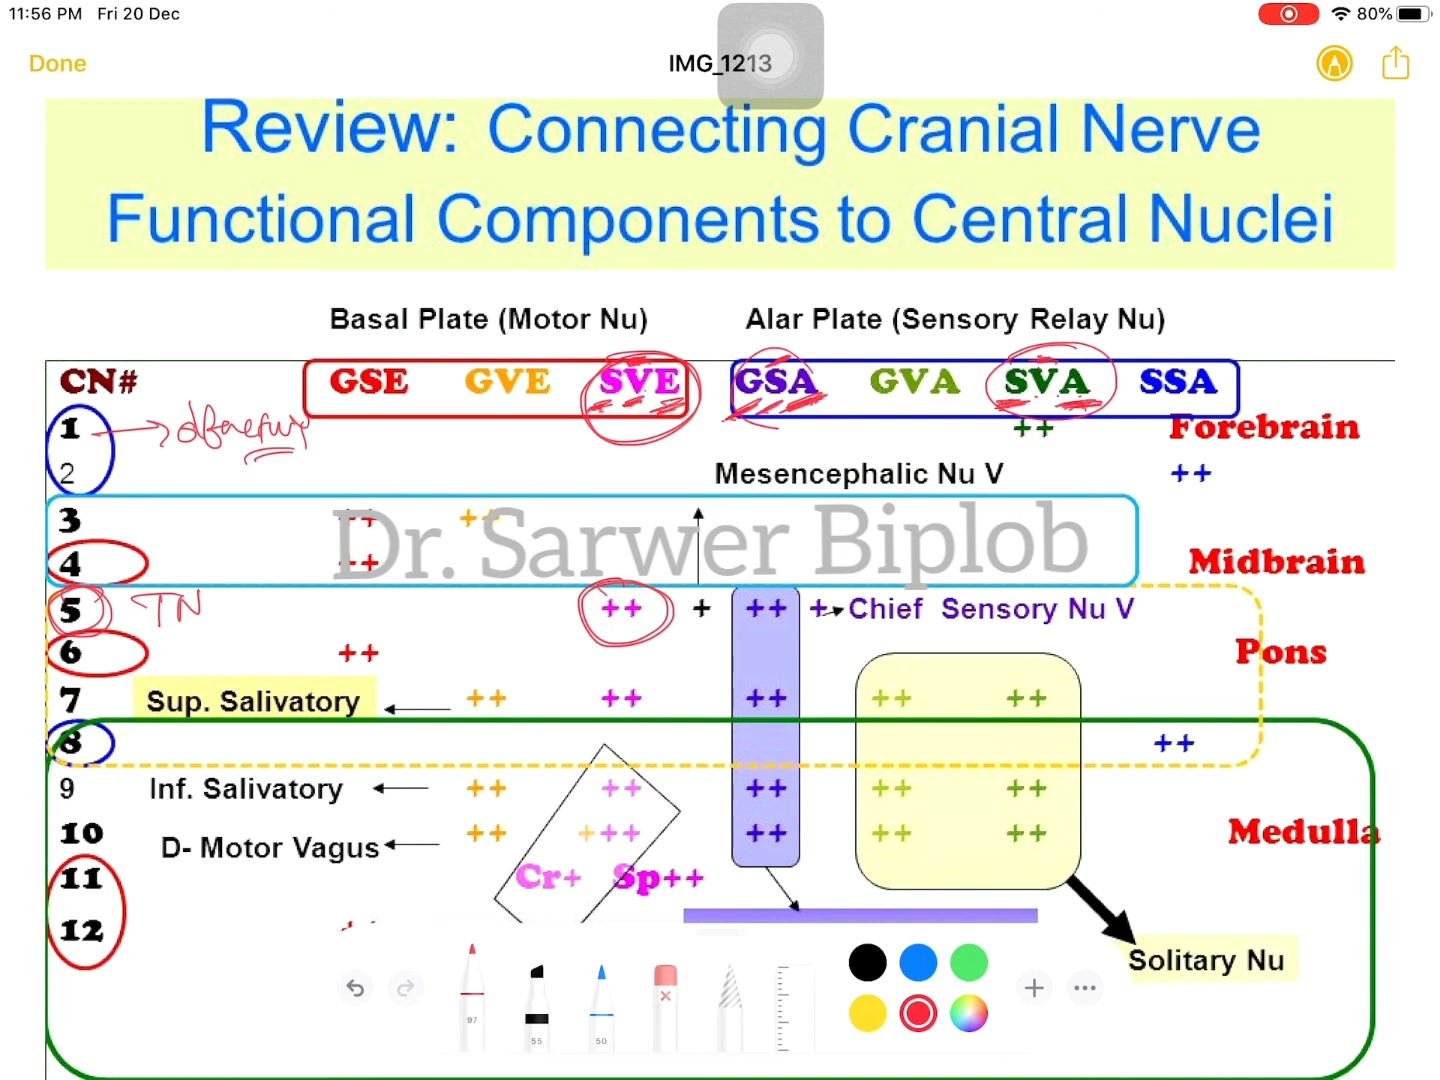 11:56 PM Fri 20 Dec 80%
Done IMG_1213
Review: Connecting Cranial Nerve
Functional Components to Central Nuclei
Basal Plate (Motor Nu) Alar Plate (Sensory Relay Nu)
CN# GSE GVE SVE GSA GVA SVA SSA
1 ++ Forebrain
2 Mesencephalic Nu V ++
3 ++ ++
Dr. Sarwer Biplob
4 ++ Midbrain
5 TN ++ + ++ + Chief Sensory Nu V
6 ++ Pons
7 Sup. Salivatory ++ ++ ++ ++ ++
8 ++
9 Inf. Salivatory ++ ++ ++ ++ ++
10 D- Motor Vagus ++ +++ ++ ++ ++ Medulla
11 Cr+ Sp++
12
Solitary Nu
97 55 50